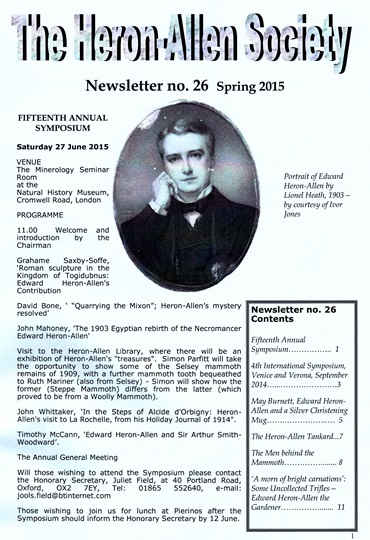 The Heron-Allen Society
Newsletter no. 26 Spring 2015
FIFTEENTH ANNUAL
SYMPOSIUM
Saturday 27 June 2015
VENUE
The Minerology Seminar
Room
at the
Natural History Museum,
Cromwell Road, London
PROGRAMME
11.00 Welcome and
introduction by the
Chairman
Grahame Saxby-Soffe,
'Roman sculpture in the
Kingdom of Togidubnus:
Edward Heron-Allen's
Contribution
David Bone, ' "Quarrying the Mixon"; Heron-Allen's mystery
resolved'
John Mahoney, 'The 1903 Egyptian rebirth of the Necromancer
Edward Heron-Allen'
Visit to the Heron-Allen Library, where there will be an
exhibition of Heron-Allen's "treasures". Simon Parfitt will take
the opportunity to show some of the Selsey mammoth
remains of 1909, with a further mammoth tooth bequeathed
to Ruth Mariner (also from Selsey) – Simon will show how the
former (Steppe Mammoth) differs from the latter (which
proved to be from a Woolly Mammoth).
John Whittaker, 'In the Steps of Alcide d'Orbigny: Heron-
Allen's visit to La Rochelle, from his Holiday Journal of 1914".
Timothy McCann, 'Edward Heron-Allen and Sir Arthur Smith-
Woodward'.
The Annual General Meeting
Will those wishing to attend the Symposium please contact
the Honorary Secretary, Juliet Field, at 40 Portland Road,
Oxford, OX2 7EY, Tel: 01865 552640, e-mail:
jools.field@btinternet.com
Those wishing to join us for lunch at Pierinos after the
Symposium should inform the Honorary Secretary by 12 June.
Portrait of Edward
Heron-Allen by
Lionel Heath, 1903 –
by courtesy of Ivor
Jones
Newsletter no. 26
Contents
Fifteenth Annual
Symposium…………….. 1
4th International Symposium,
Venice and Verona, September
2014……………………..3
May Burnett, Edward Heron-
Allen and a Silver Christening
Mug…………………….… 5
The Heron-Allen Tankard...7
The Men behind the
Mammoth……………........ 8
'A morn of bright carnations':
Some Uncollected Trifles –
Edward Heron-Allen the
Gardener……………........ 11
1